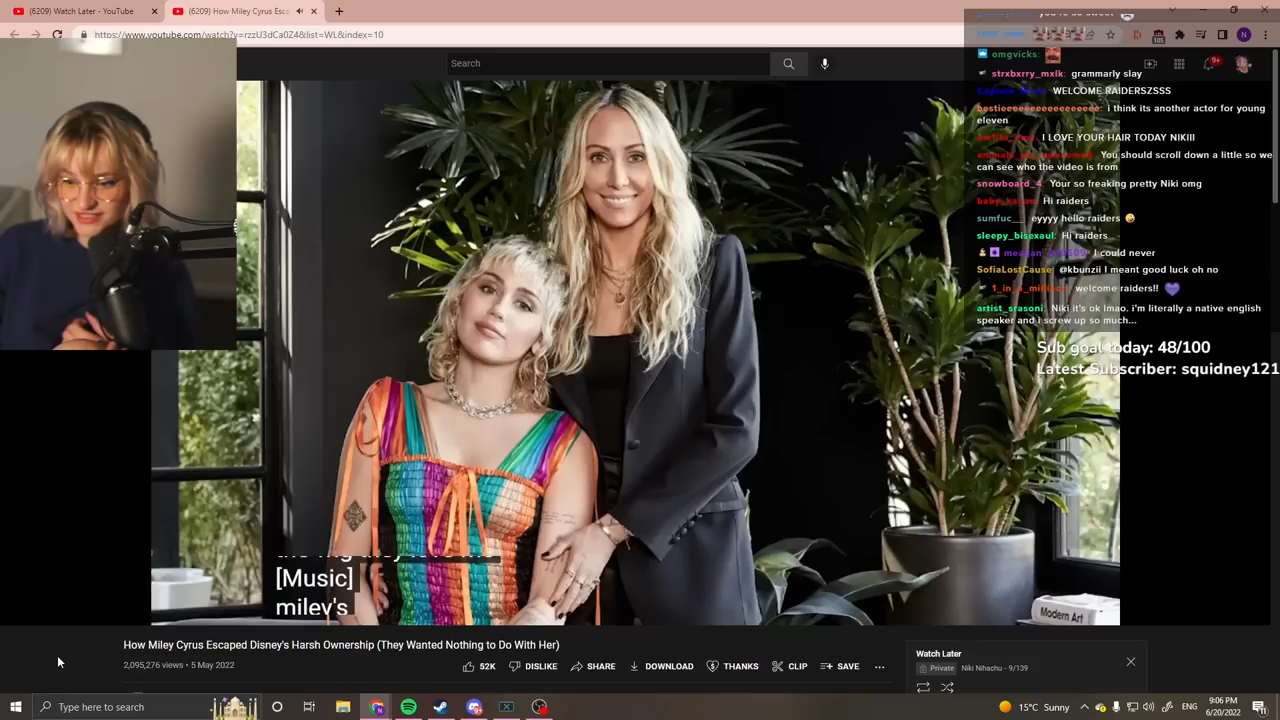 (6209) Watch Later - YouTube
(6209) How Miley Cyrus Escap
https://www.youtube.com/watch?v=rzzU3dCa0Z4&list=WL&index=10
Search
105
N
9+
omgvicks:
strxbxrry_mxlk: grammarly slay
WELCOME RAIDERSZSSS
i think its another actor for young
eleven
I LOVE YOUR HAIR TODAY NIKIII
You should scroll down a little so we
can see who the video is from
snowboard_4: Your so freaking pretty Niki omg
Hi raiders
sumfuc__: eyyyy hello raiders
sleepy_bisexaul: Hi raiders
I could never
SofiaLostCause @kbunzii I meant good luck oh no
welcome raiders!!
artist_srasoni: Niki it's ok lmao. i'm literally a native english
speaker and i screw up so much...
Sub goal today: 48/100
Latest Subscriber: squidney121
[Music]
miley's
Modern Art
How Miley Cyrus Escaped Disney's Harsh Ownership (They Wanted Nothing to Do With Her)
2,095,276 views • 5 May 2022
52K
DISLIKE
SHARE
DOWNLOAD
THANKS
CLIP
SAVE
Watch Later
Private
Niki Nihachu - 9/139
Type here to search
15°C Sunny
9:06 PM
6/20/2022